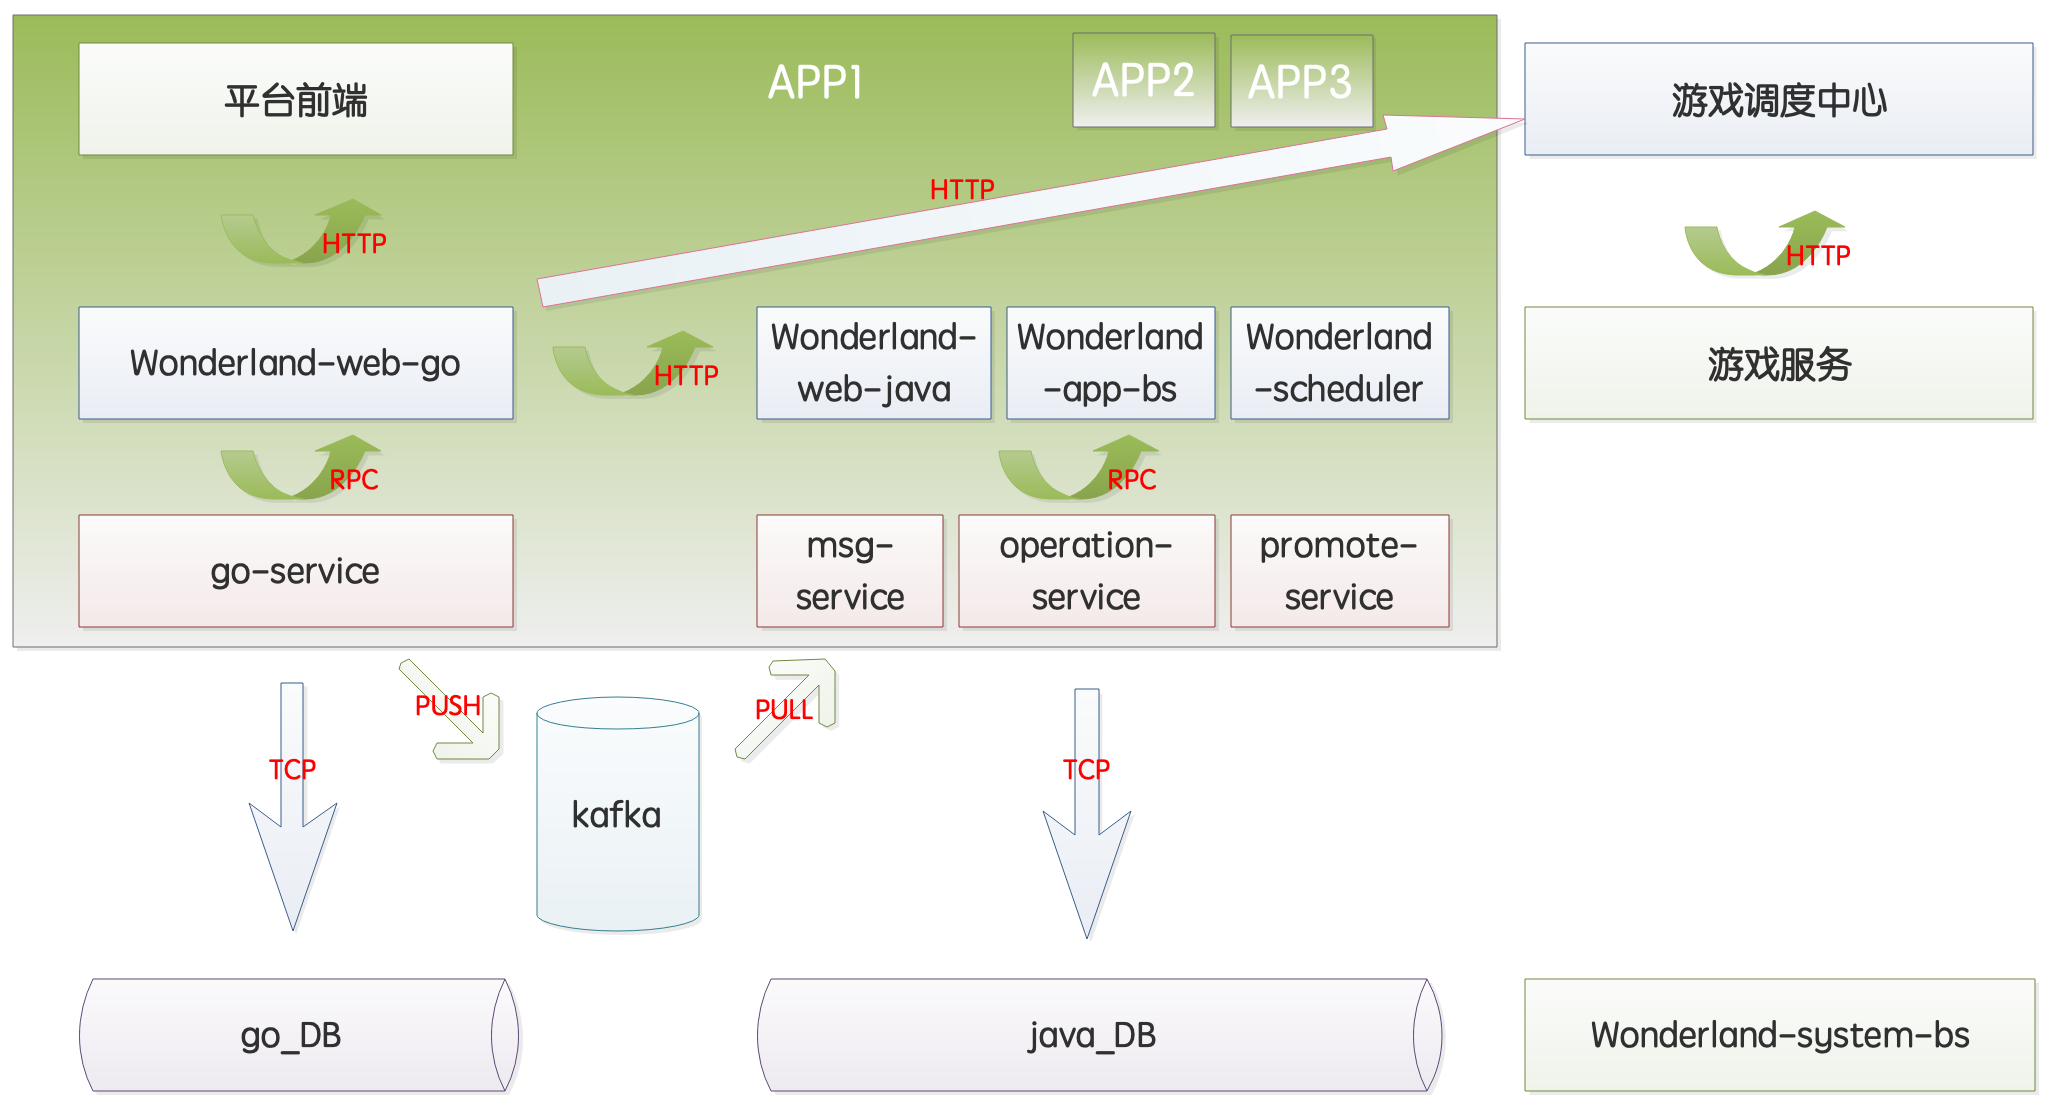 平台前端
APP1
APP2
APP3
游戏调度中心
HTTP
HTTP
HTTP
Wonderland-web-go
HTTP
Wonderland-
web-java
Wonderland
-app-bs
Wonderland
-scheduler
游戏服务
RPC
RPC
go-service
msg-
service
operation-
service
promote-
service
PUSH
PULL
TCP
TCP
kafka
go_DB
java_DB
Wonderland-system-bs